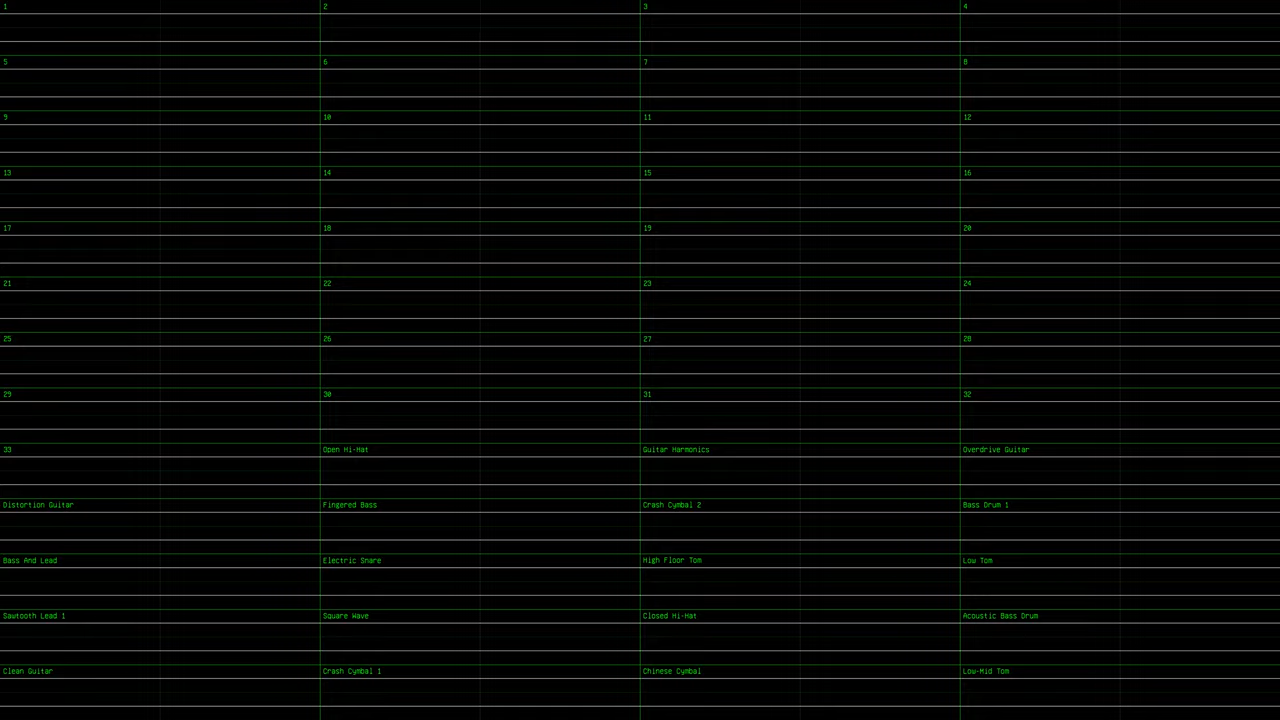 1 2 3 4
5 6 7 8
9 10 11 12
13 14 15 16
17 18 19 20
21 22 23 24
25 26 27 28
29 30 31 32
33 Open Hi-Hat Guitar Harmonics Overdrive Guitar
Distortion Guitar Fingered Bass Crash Cymbal 2 Bass Drum 1
Bass And Lead Electric Snare High Floor Tom Low Tom
Sawtooth Lead 1 Square Wave Closed Hi-Hat Acoustic Bass Drum
Clean Guitar Crash Cymbal 1 Chinese Cymbal Low-Mid Tom